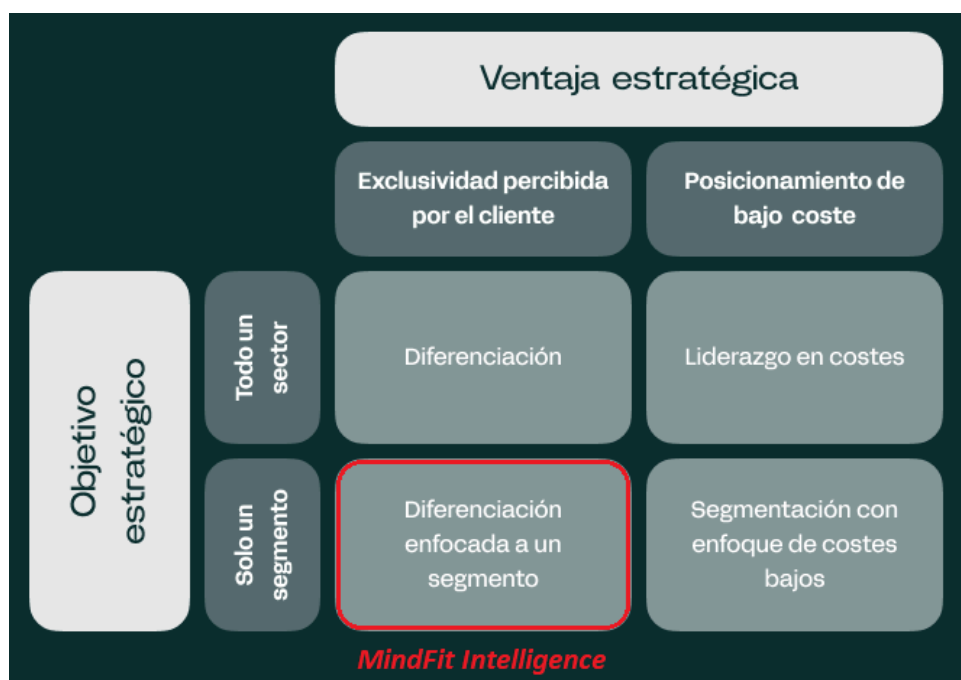 Ventaja estratégica
Exclusividad percibida
por el cliente
Posicionamiento de
bajo coste
Objetivo
estratégico
Todo un
sector
Diferenciación
Liderazgo en costes
Solo un
segmento
Diferenciación
enfocada a un
segmento
Segmentación con
enfoque de costes
bajos
MindFit Intelligence